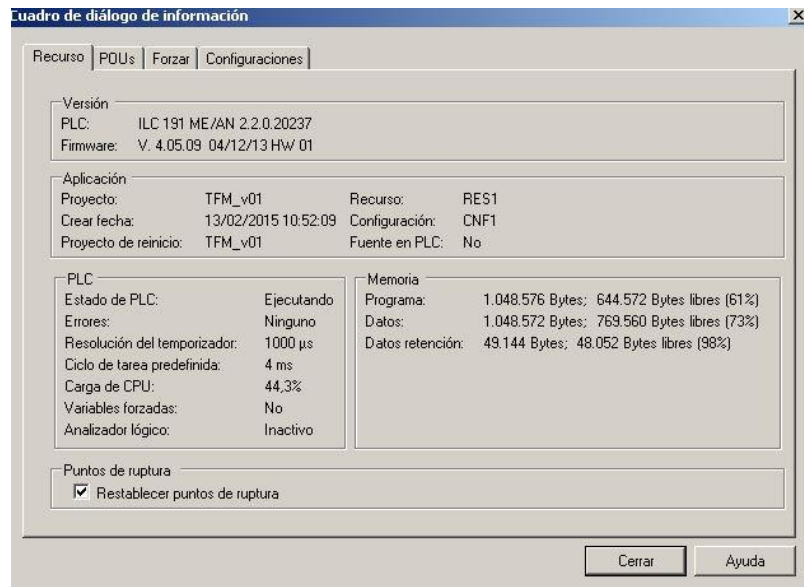 Cuadro de diálogo de información
Recurso POUs Forzar Configuraciones
Versión
PLC: ILC 191 ME/AN 2.2.0.20237
Firmware: V. 4.05.09 04/12/13 HW 01
Aplicación
Proyecto: TFM_v01 Recurso: RES1
Crear fecha: 13/02/2015 10:52:09 Configuración: CNF1
Proyecto de reinicio: TFM_v01 Fuente en PLC: No
PLC
Estado de PLC: Ejecutando
Errores: Ninguno
Resolución del temporizador: 1000 µs
Ciclo de tarea predefinida: 4 ms
Carga de CPU: 44,3%
Variables forzadas: No
Analizador lógico: Inactivo
Memoria
Programa: 1.048.576 Bytes; 644.572 Bytes libres (61%)
Datos: 1.048.572 Bytes; 769.560 Bytes libres (73%)
Datos retención: 49.144 Bytes; 48.052 Bytes libres (98%)
Puntos de ruptura
Restablecer puntos de ruptura
Cerrar Ayuda